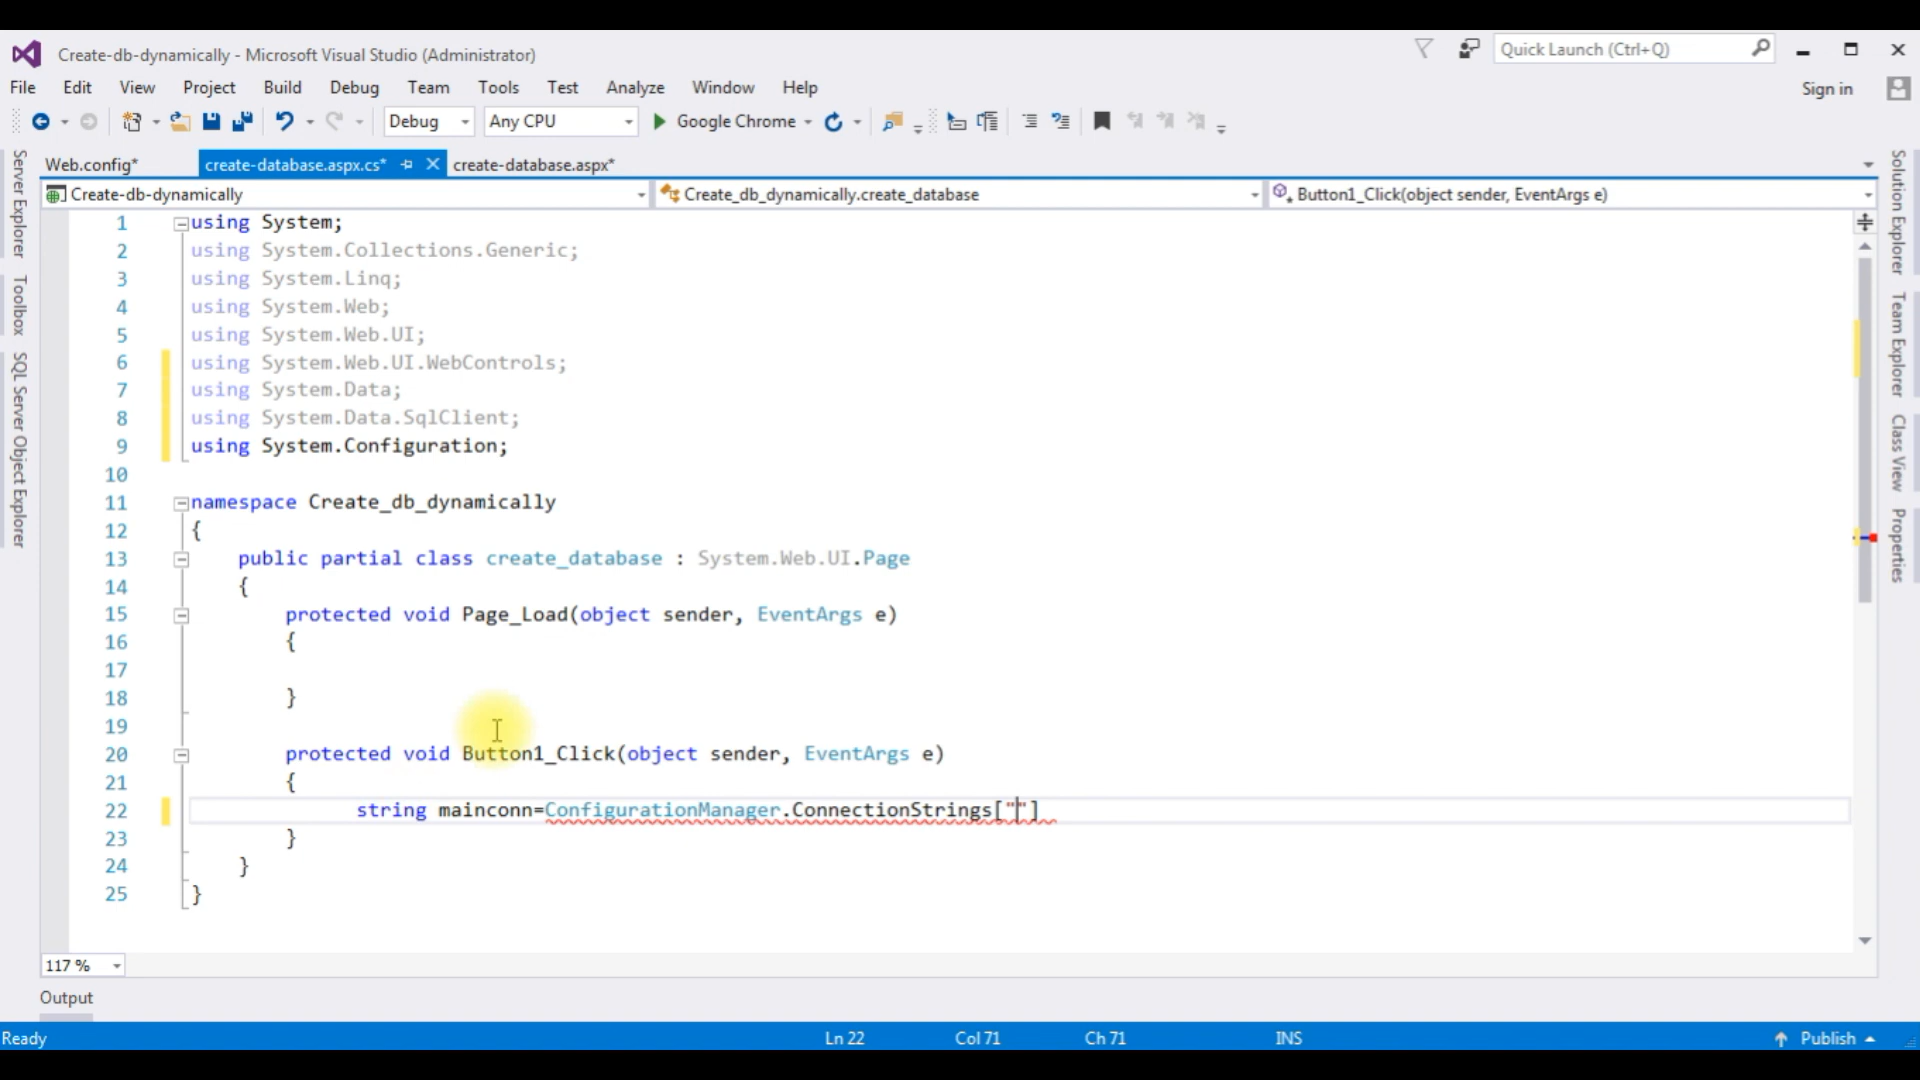 Create-db-dynamically - Microsoft Visual Studio (Administrator)
Quick Launch (Ctrl+Q)
File Edit View Project Build Debug Team Tools Test Analyze Window Help
Sign in
Debug Any CPU Google Chrome
Web.config* create-database.aspx.cs* create-database.aspx*
Create-db-dynamically Create_db_dynamically.create_database Button1_Click(object sender, EventArgs e)
Server Explorer
Toolbox
SQL Server Object Explorer
1 using System;
2 using System.Collections.Generic;
3 using System.Linq;
4 using System.Web;
5 using System.Web.UI;
6 using System.Web.UI.WebControls;
7 using System.Data;
8 using System.Data.SqlClient;
9 using System.Configuration;
10
11 namespace Create_db_dynamically
12 {
13 public partial class create_database : System.Web.UI.Page
14 {
15 protected void Page_Load(object sender, EventArgs e)
16 {
17
18 }
19
20 protected void Button1_Click(object sender, EventArgs e)
21 {
22 string mainconn=ConfigurationManager.ConnectionStrings[""]
23 }
24 }
25 }
Solution Explorer
Team Explorer
Class View
Properties
117 %
Output
Ready Ln 22 Col 71 Ch 71 INS Publish